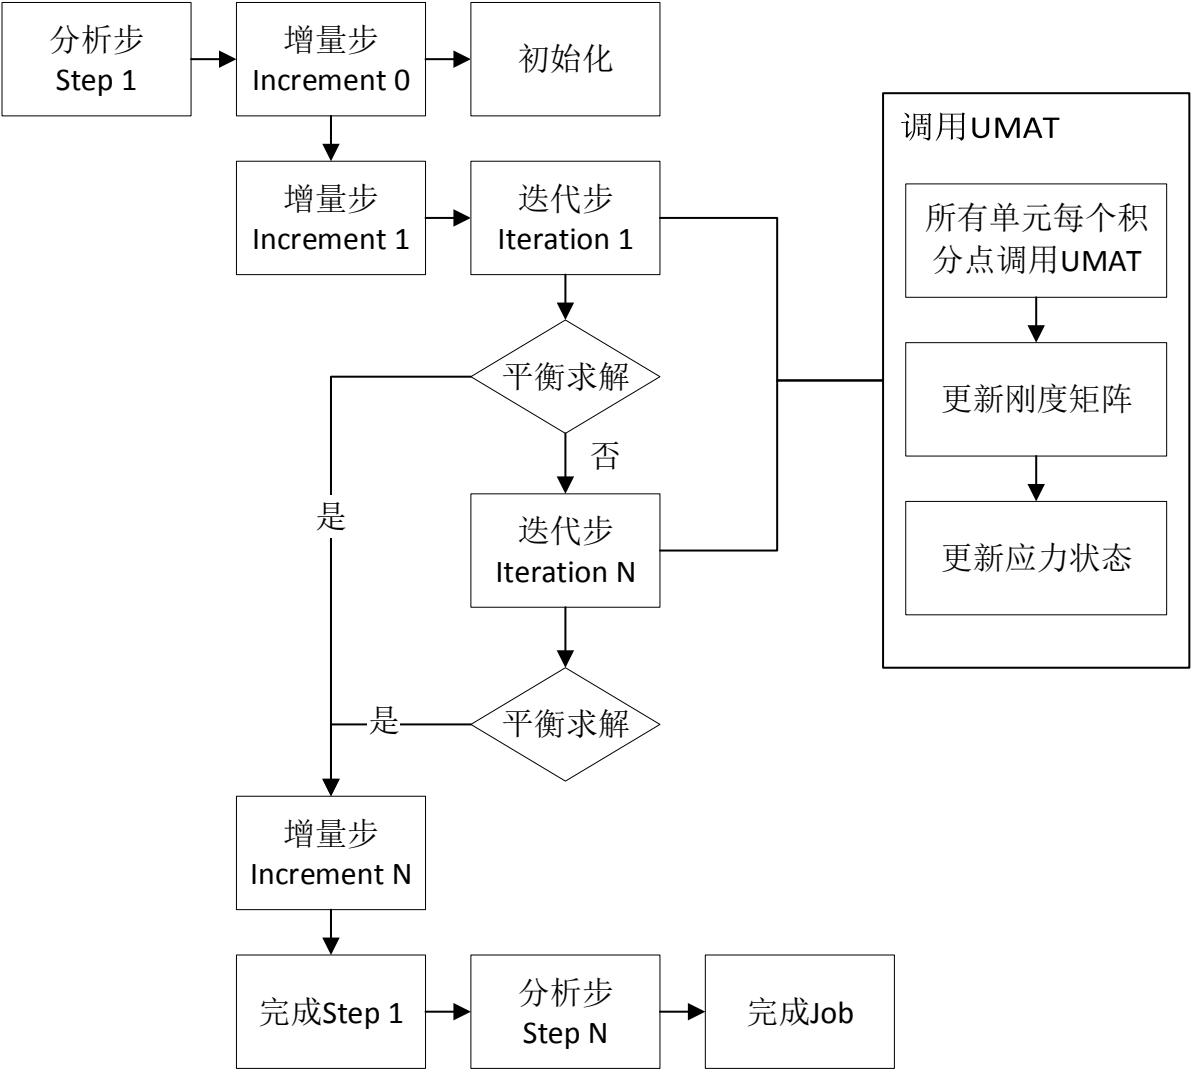 分析步
Step 1
增量步
Increment 0
初始化
调用UMAT
增量步
Increment 1
迭代步
Iteration 1
所有单元每个积
分点调用UMAT
平衡求解
更新刚度矩阵
否
是
迭代步
Iteration N
更新应力状态
是
平衡求解
增量步
Increment N
完成Step 1
分析步
Step N
完成Job